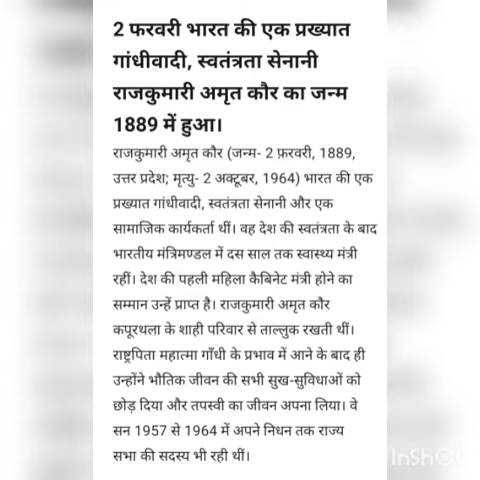 2 फरवरी भारत की एक प्रख्यात
गांधीवादी, स्वतंत्रता सेनानी
राजकुमारी अमृत कौर का जन्म
1889 में हुआ।
राजकुमारी अमृत कौर (जन्म- 2 फ़रवरी, 1889,
उत्तर प्रदेश; मृत्यु- 2 अक्टूबर, 1964) भारत की एक
प्रख्यात गांधीवादी, स्वतंत्रता सेनानी और एक
सामाजिक कार्यकर्ता थीं। वह देश की स्वतंत्रता के बाद
भारतीय मंत्रिमण्डल में दस साल तक स्वास्थ्य मंत्री
रहीं। देश की पहली महिला कैबिनेट मंत्री होने का
सम्मान उन्हें प्राप्त है। राजकुमारी अमृत कौर
कपूरथला के शाही परिवार से ताल्लुक रखती थीं।
राष्ट्रपिता महात्मा गाँधी के प्रभाव में आने के बाद ही
उन्होंने भौतिक जीवन की सभी सुख-सुविधाओं को
छोड़ दिया और तपस्वी का जीवन अपना लिया। वे
सन 1957 से 1964 में अपने निधन तक राज्य
सभा की सदस्य भी रही थीं।
InShOt